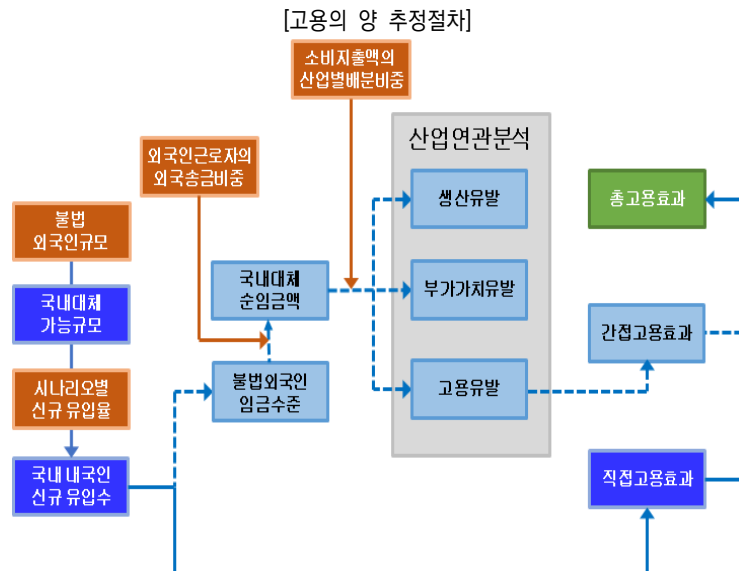 [고용의 양 추정절차]
소비지출액의
산업별배분비중
산업연관분석
외국인근로자의
외국송금비중
생산유발
총고용효과
불법
외국인규모
국내대체
순임금액
부가가치유발
국내대체
가능규모
간접고용효과
불법외국인
임금수준
고용유발
시나리오별
신규 유입율
국내 내국인
신규 유입수
직접고용효과